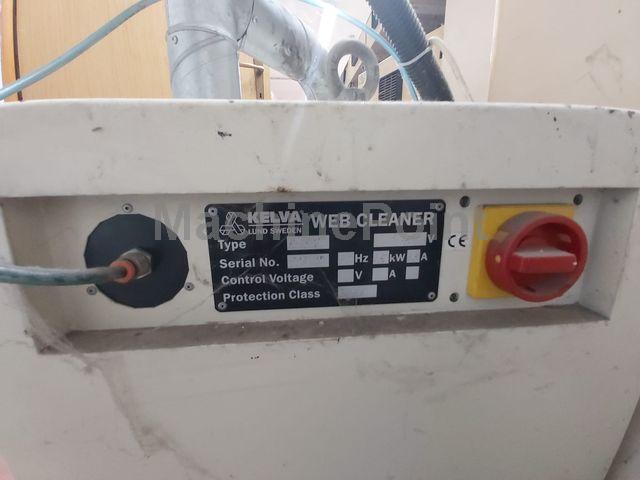 KELVA WEB CLEANER
LUND SWEDEN
Type V
Serial No. Hz kW A
Control Voltage V A
Protection Class
CE
MachinePoint